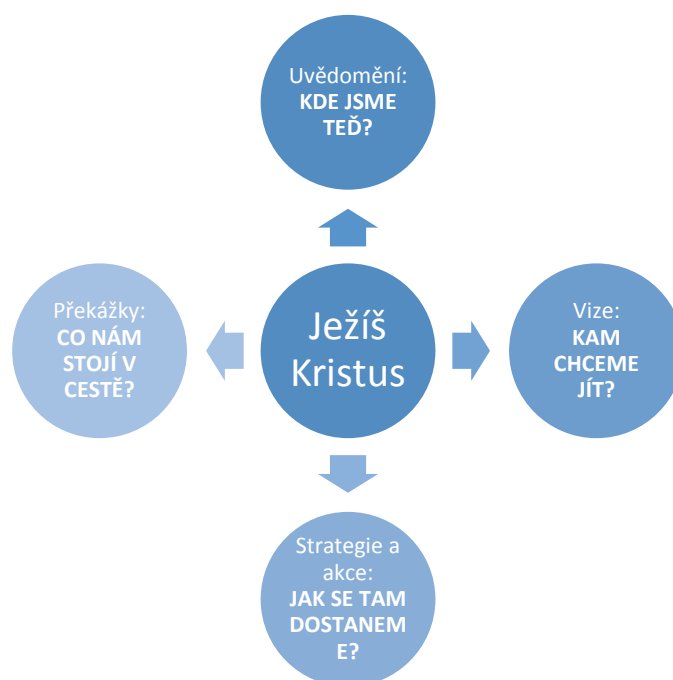 Uvědomění:
KDE JSME
TEĎ?
Překážky:
CO NÁM
STOJÍ V
CESTĚ?
Ježíš
Kristus
Vize:
KAM
CHCEME
JÍT?
Strategie a
akce:
JAK SE TAM
DOSTANEM
E?